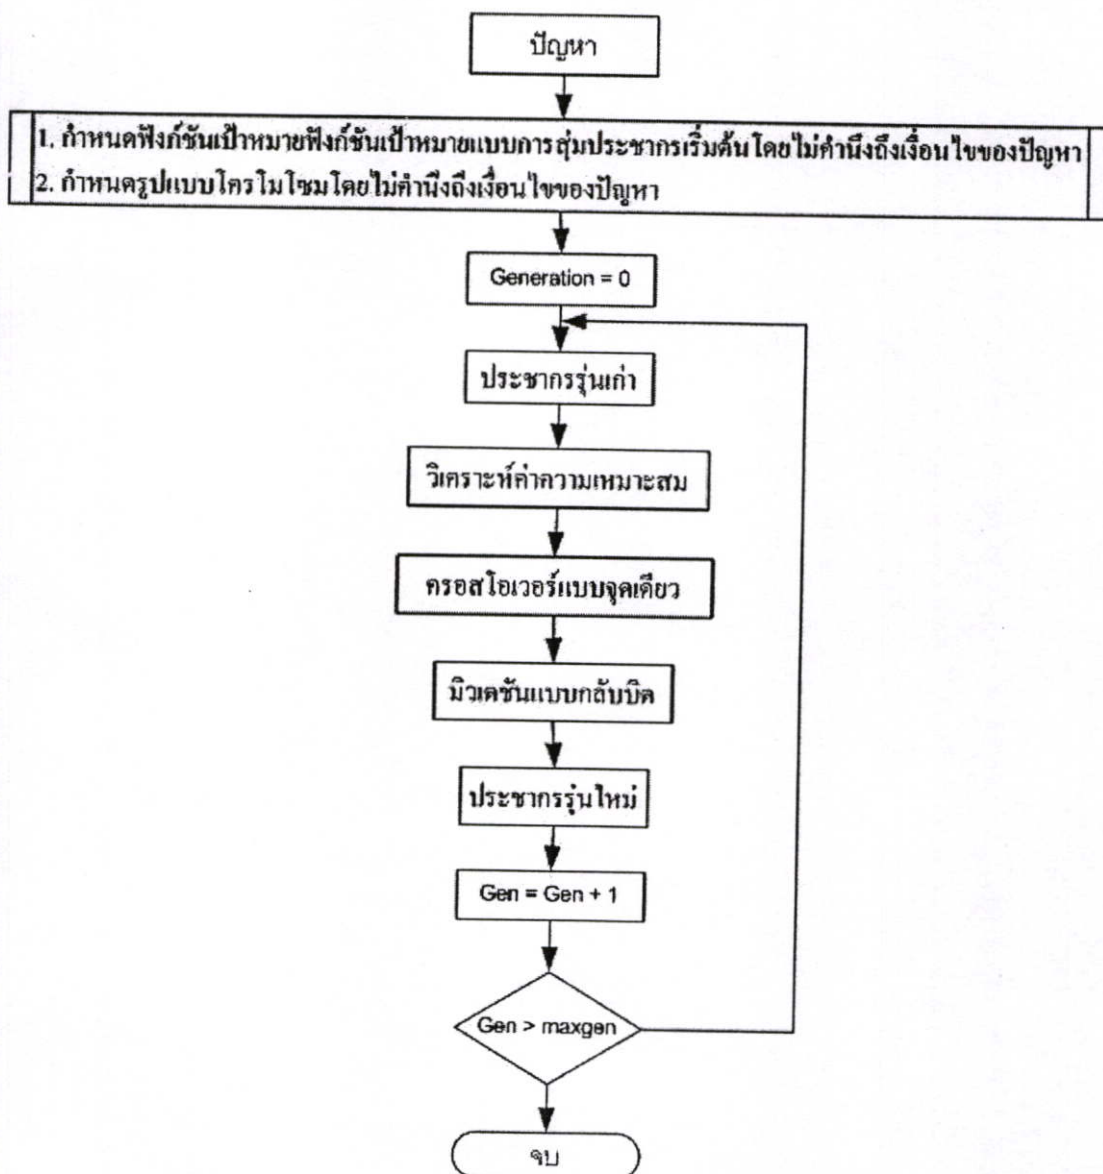 ปัญหา
1. กำหนดฟังก์ชันเป้าหมายฟังก์ชันเป้าหมายแบบการสุ่มประชากรเริ่มต้นโดยไม่คำนึงถึงเงื่อนไขของปัญหา
2. กำหนดรูปแบบโครโมโซมโดยไม่คำนึงถึงเงื่อนไขของปัญหา
Generation = 0
ประชากรรุ่นเก่า
วิเคราะห์ค่าความเหมาะสม
ครอสโอเวอร์แบบจุดเดียว
มิวเตชันแบบกลับบิต
ประชากรรุ่นใหม่
Gen = Gen + 1
Gen > maxgen
จบ